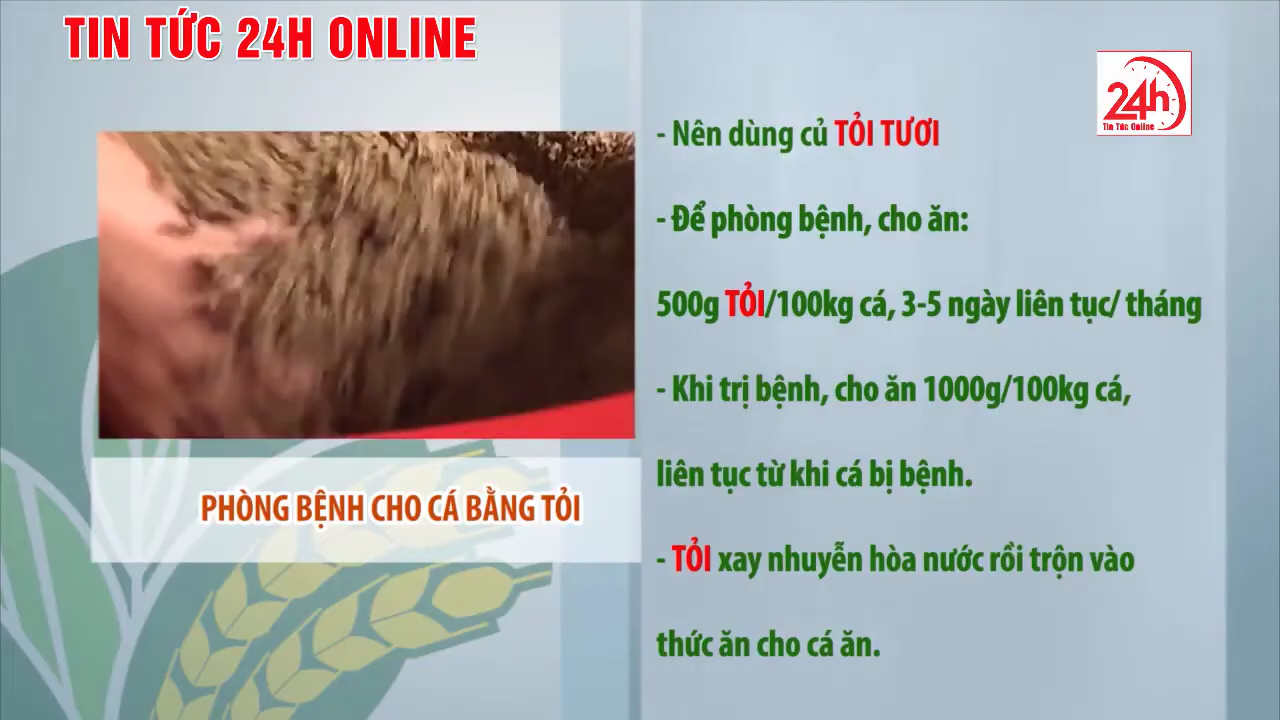 TIN TỨC 24H ONLINE
24h
Tin Tức Online
- Nên dùng củ TỎI TƯƠI
- Để phòng bệnh, cho ăn:
500g TỎI/100kg cá, 3-5 ngày liên tục/ tháng
- Khi trị bệnh, cho ăn 1000g/100kg cá,
liên tục từ khi cá bị bệnh.
- TỎI xay nhuyễn hòa nước rồi trộn vào
thức ăn cho cá ăn.
PHÒNG BỆNH CHO CÁ BẰNG TỎI